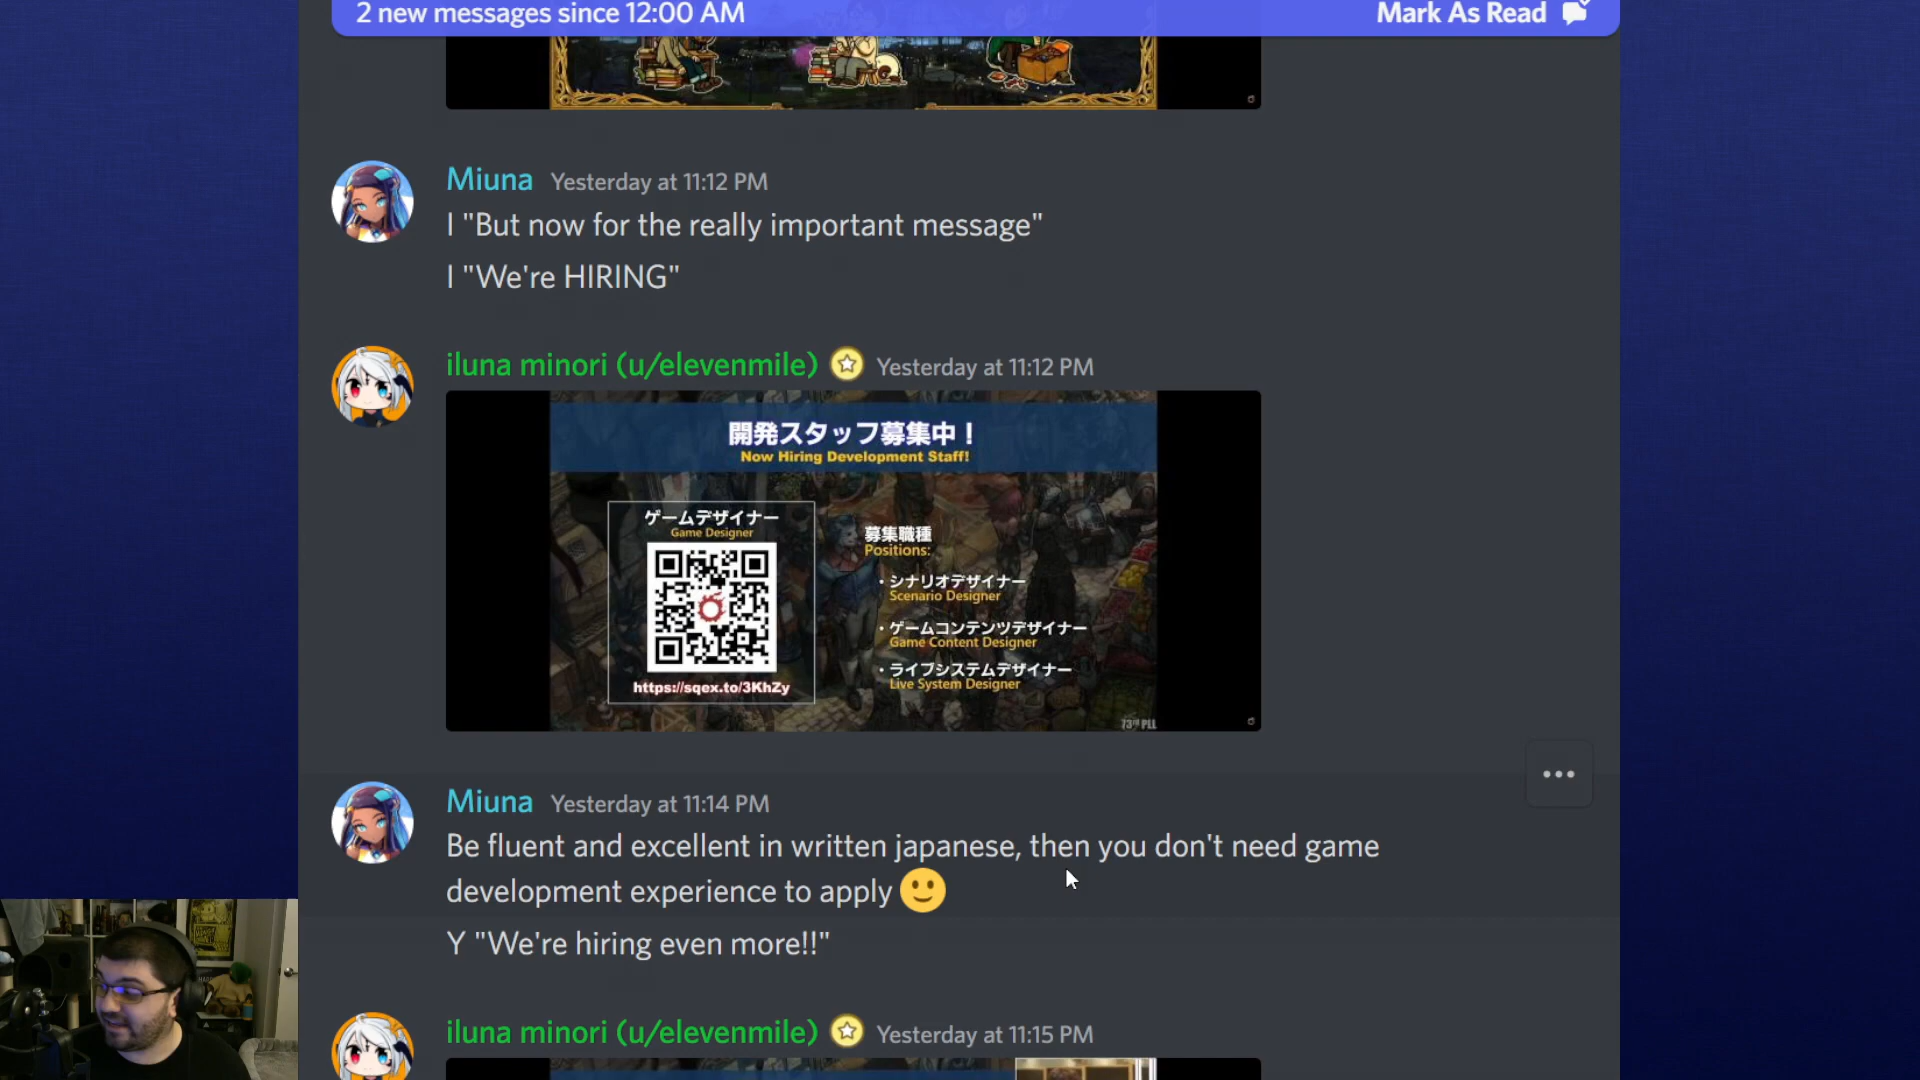 2 new messages since 12:00 AM
Mark As Read
Miuna Yesterday at 11:12 PM
I "But now for the really important message"
I "We're HIRING"
iluna minori (u/elevenmile) Yesterday at 11:12 PM
開発スタッフ募集中！
Now Hiring Development Staff!
ゲームデザイナー
Game Designer
https://sqex.to/3KhZy
募集職種
Positions:
・シナリオデザイナー
Scenario Designer
・ゲームコンテンツデザイナー
Game Content Designer
・ライブシステムデザイナー
Live System Designer
73rd PLL
Miuna Yesterday at 11:14 PM
Be fluent and excellent in written japanese, then you don't need game
development experience to apply
Y "We're hiring even more!!"
iluna minori (u/elevenmile) Yesterday at 11:15 PM